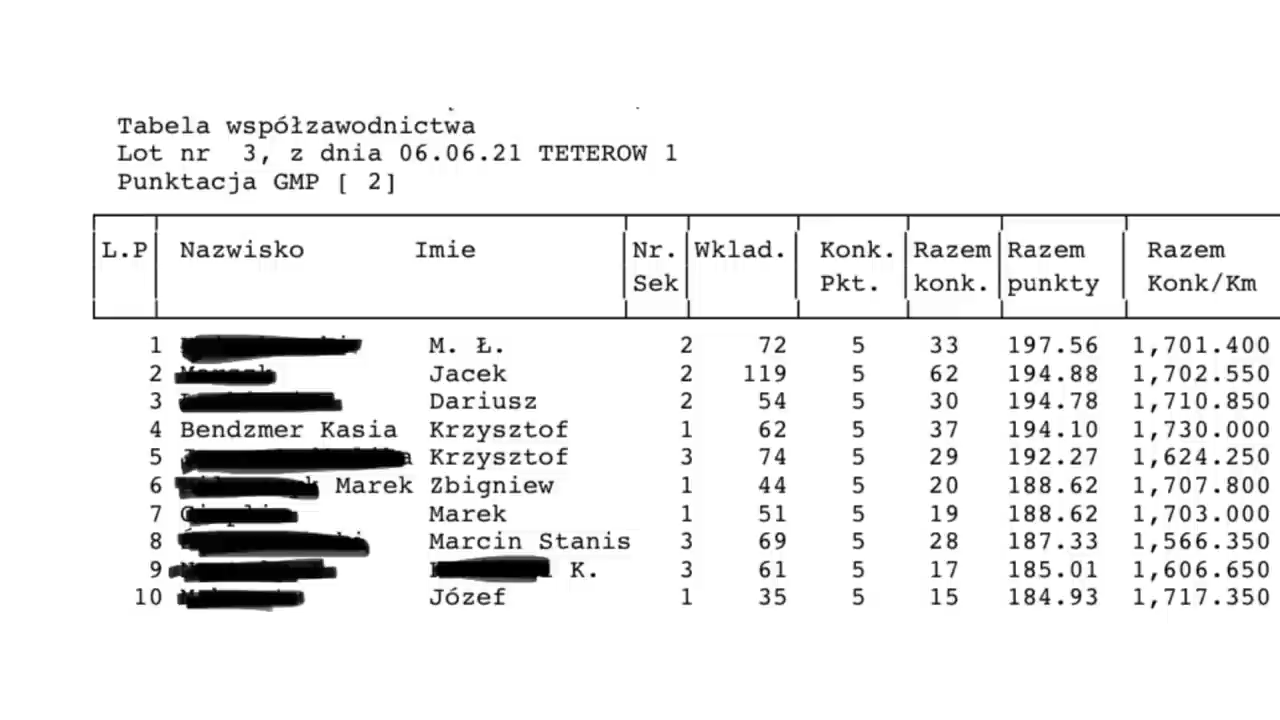 Tabela współzawodnictwa
Lot nr 3, z dnia 06.06.21 TETEROW 1
Punktacja GMP [ 2]
L.P Nazwisko Imie Nr. Wklad. Konk. Razem Razem Razem
Sek Pkt. konk. punkty Konk/Km
1 M. Ł. 2 72 5 33 197.56 1,701.400
2 Jacek 2 119 5 62 194.88 1,702.550
3 Dariusz 2 54 5 30 194.78 1,710.850
4 Bendzmer Kasia Krzysztof 1 62 5 37 194.10 1,730.000
5 Krzysztof 3 74 5 29 192.27 1,624.250
6 Marek Zbigniew 1 44 5 20 188.62 1,707.800
7 Marek 1 51 5 19 188.62 1,703.000
8 Marcin Stanis 3 69 5 28 187.33 1,566.350
9 K. 3 61 5 17 185.01 1,606.650
10 Józef 1 35 5 15 184.93 1,717.350